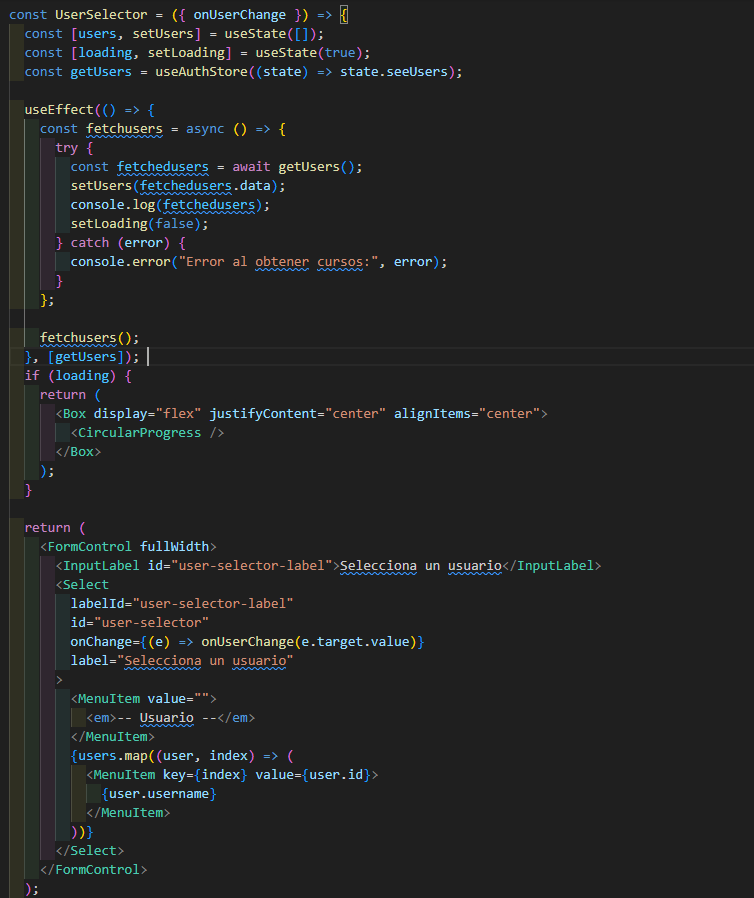 const UserSelector = ({ onUserChange }) => {
const [users, setUsers] = useState([]);
const [loading, setLoading] = useState(true);
const getUsers = useAuthStore((state) => state.seeUsers);
useEffect(() => {
const fetchusers = async () => {
try {
const fetchedusers = await getUsers();
setUsers(fetchedusers.data);
console.log(fetchedusers);
setLoading(false);
} catch (error) {
console.error("Error al obtener cursos:", error);
}
};
fetchusers();
}, [getUsers]);
if (loading) {
return (
<Box display="flex" justifyContent="center" alignItems="center">
<CircularProgress />
</Box>
);
}
return (
<FormControl fullWidth>
<InputLabel id="user-selector-label">Selecciona un usuario</InputLabel>
<Select
labelId="user-selector-label"
id="user-selector"
onChange={(e) => onUserChange(e.target.value)}
label="Selecciona un usuario"
>
<MenuItem value="">
<em>-- Usuario --</em>
</MenuItem>
{users.map((user, index) => (
<MenuItem key={index} value={user.id}>
{user.username}
</MenuItem>
))}
</Select>
</FormControl>
);